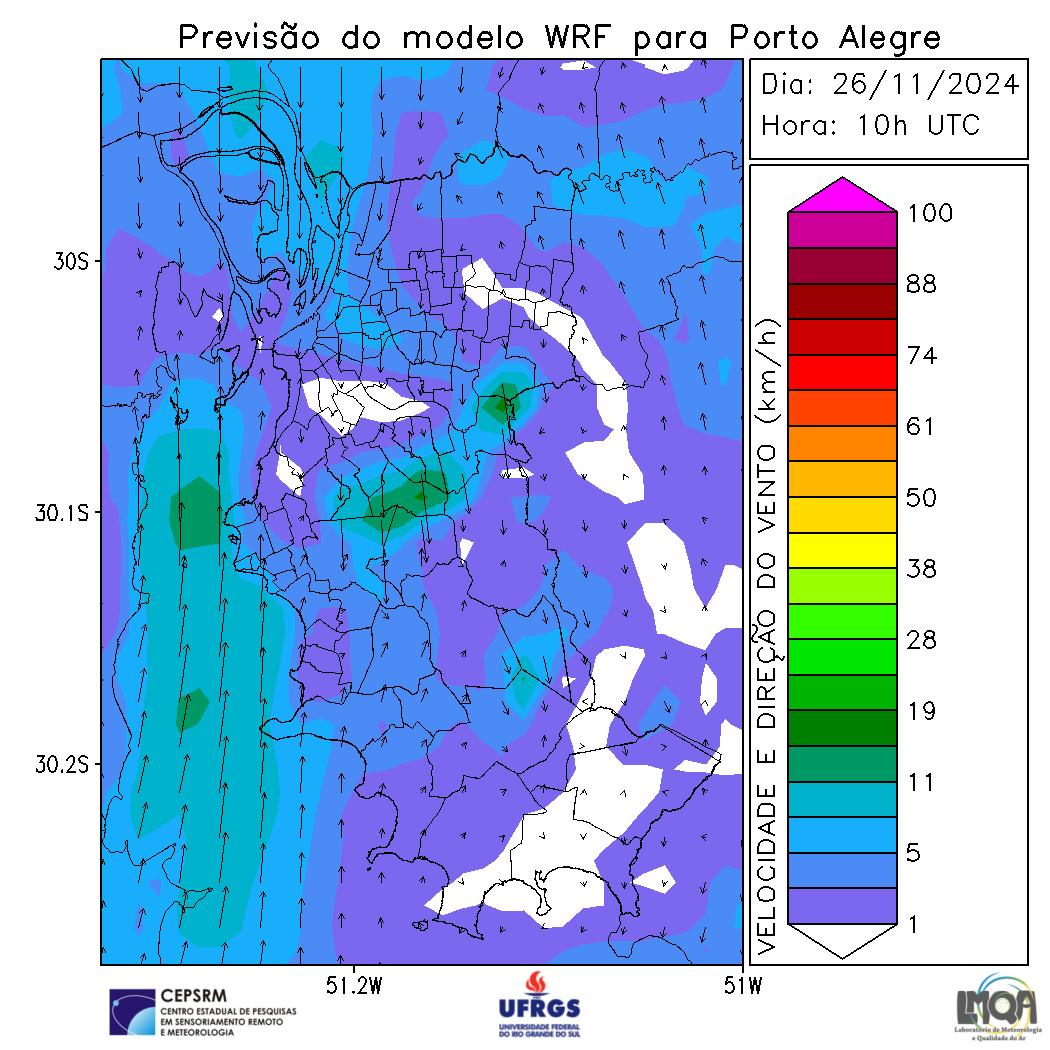 Previsão do modelo WRF para Porto Alegre
Dia: 26/11/2024
Hora: 10h UTC
30S
30.1S
30.2S
51.2W
51W
VELOCIDADE E DIREÇÃO DO VENTO (km/h)
100
88
74
61
50
38
28
19
11
5
1
CEPSRM
CENTRO ESTADUAL DE PESQUISAS
EM SENSORIAMENTO REMOTO
E METEOROLOGIA
UFRGS
UNIVERSIDADE FEDERAL
DO RIO GRANDE DO SUL
LMQA
Laboratório de Meteorologia
e Qualidade do Ar